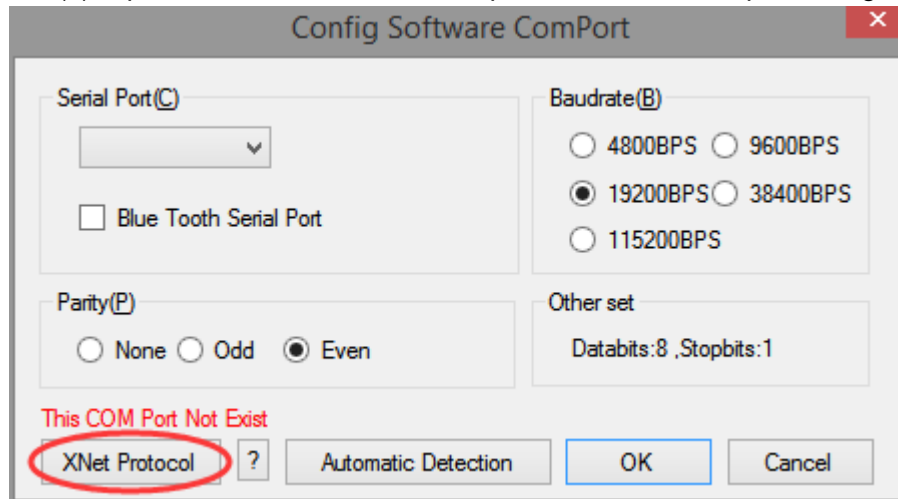 Config Software ComPort
Serial Port(C)
Blue Tooth Serial Port
Baudrate(B)
4800BPS 9600BPS
19200BPS 38400BPS
115200BPS
Parity(P)
None Odd Even
Other set
Databits:8 ,Stopbits:1
This COM Port Not Exist
XNet Protocol ? Automatic Detection OK Cancel